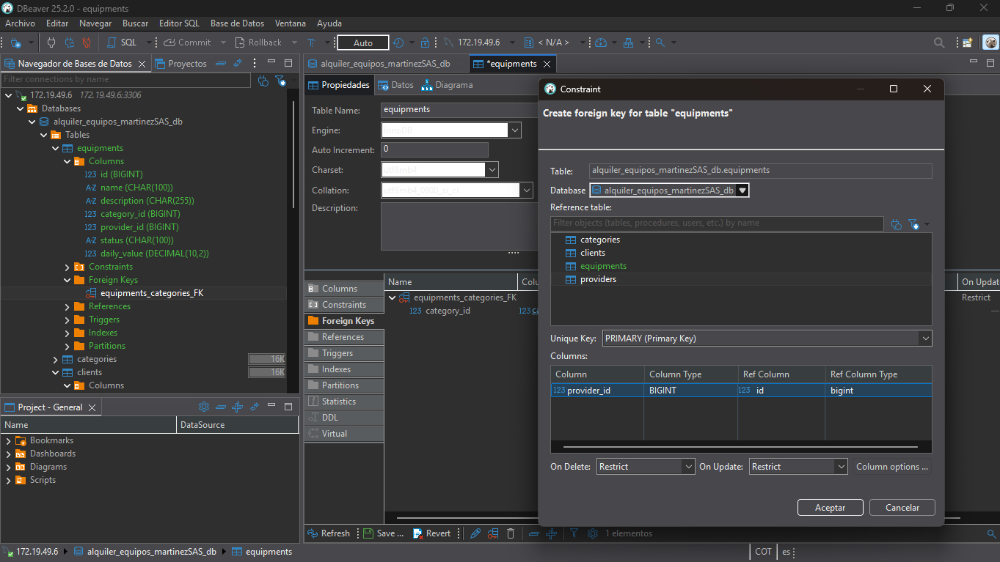 DBeaver 25.2.0 - equipments
Archivo Editar Navegar Buscar Editor SQL Base de Datos Ventana Ayuda
SQL Commit Rollback T Auto 172.19.49.6 < N/A >
Navegador de Bases de Datos Proyectos
Filter connections by name
172.19.49.6 172.19.49.6:3306
Databases
alquiler_equipos_martinezSAS_db
Tables
equipments
Columns
123 id (BIGINT)
A-Z name (CHAR(100))
A-Z description (CHAR(255))
123 category_id (BIGINT)
123 provider_id (BIGINT)
A-Z status (CHAR(100))
123 daily_value (DECIMAL(10,2))
Constraints
Foreign Keys
equipments_categories_FK
References
Triggers
Indexes
Partitions
categories 16K
clients 16K
Columns
Project - General
Name DataSource
Bookmarks
Dashboards
Diagrams
Scripts
alquiler_equipos_martinezSAS_db *equipments
Propiedades Datos Diagrama
Table Name: equipments
Engine: InnoDB
Auto Increment: 0
Charset: utf8mb4
Collation: utf8mb4_0900_ai_ci
Description:
Columns
Constraints
Foreign Keys
References
Triggers
Indexes
Partitions
Statistics
DDL
Virtual
Name Colu On Updat
equipments_categories_FK Restrict
123 category_id 123 ca
Refresh Save ... Revert 1 elementos
Constraint
Create foreign key for table "equipments"
Table: alquiler_equipos_martinezSAS_db.equipments
Database alquiler_equipos_martinezSAS_db
Reference table:
Filter objects (tables, procedures, users, etc.) by name
categories
clients
equipments
providers
Unique Key: PRIMARY (Primary Key)
Columns:
Column Column Type Ref Column Ref Column Type
123 provider_id BIGINT 123 id bigint
On Delete: Restrict On Update: Restrict Column options ...
Aceptar Cancelar
172.19.49.6 alquiler_equipos_martinezSAS_db equipments COT es